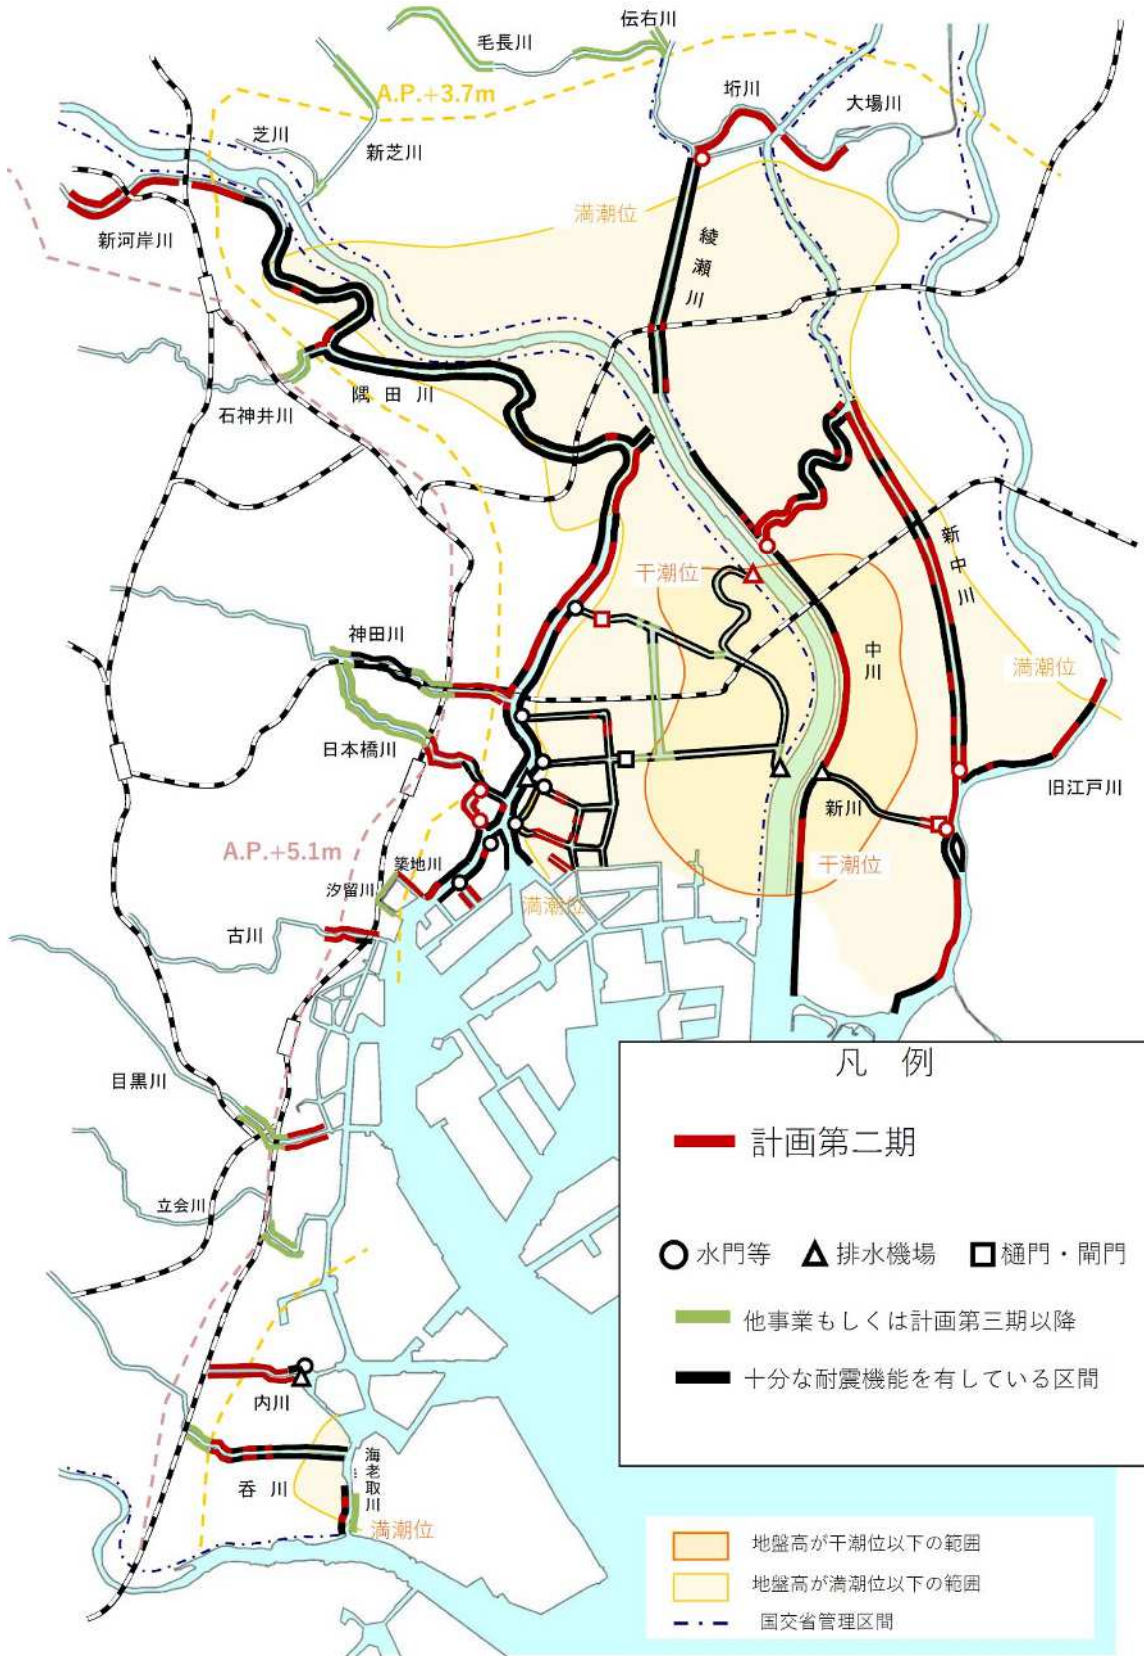 伝右川
毛長川
A.P.+3.7m
垳川
大場川
芝川
新芝川
満潮位
新河岸川
綾瀬川
隅田川
石神井川
干潮位
新中川
神田川
中川
満潮位
日本橋川
旧江戸川
新川
A.P.+5.1m
築地川
干潮位
汐留川
満潮位
古川
凡 例
目黒川
計画第二期
立会川
水門等
排水機場
樋門・閘門
他事業もしくは計画第三期以降
十分な耐震機能を有している区間
内川
海老取川
呑川
満潮位
地盤高が干潮位以下の範囲
地盤高が満潮位以下の範囲
国交省管理区間